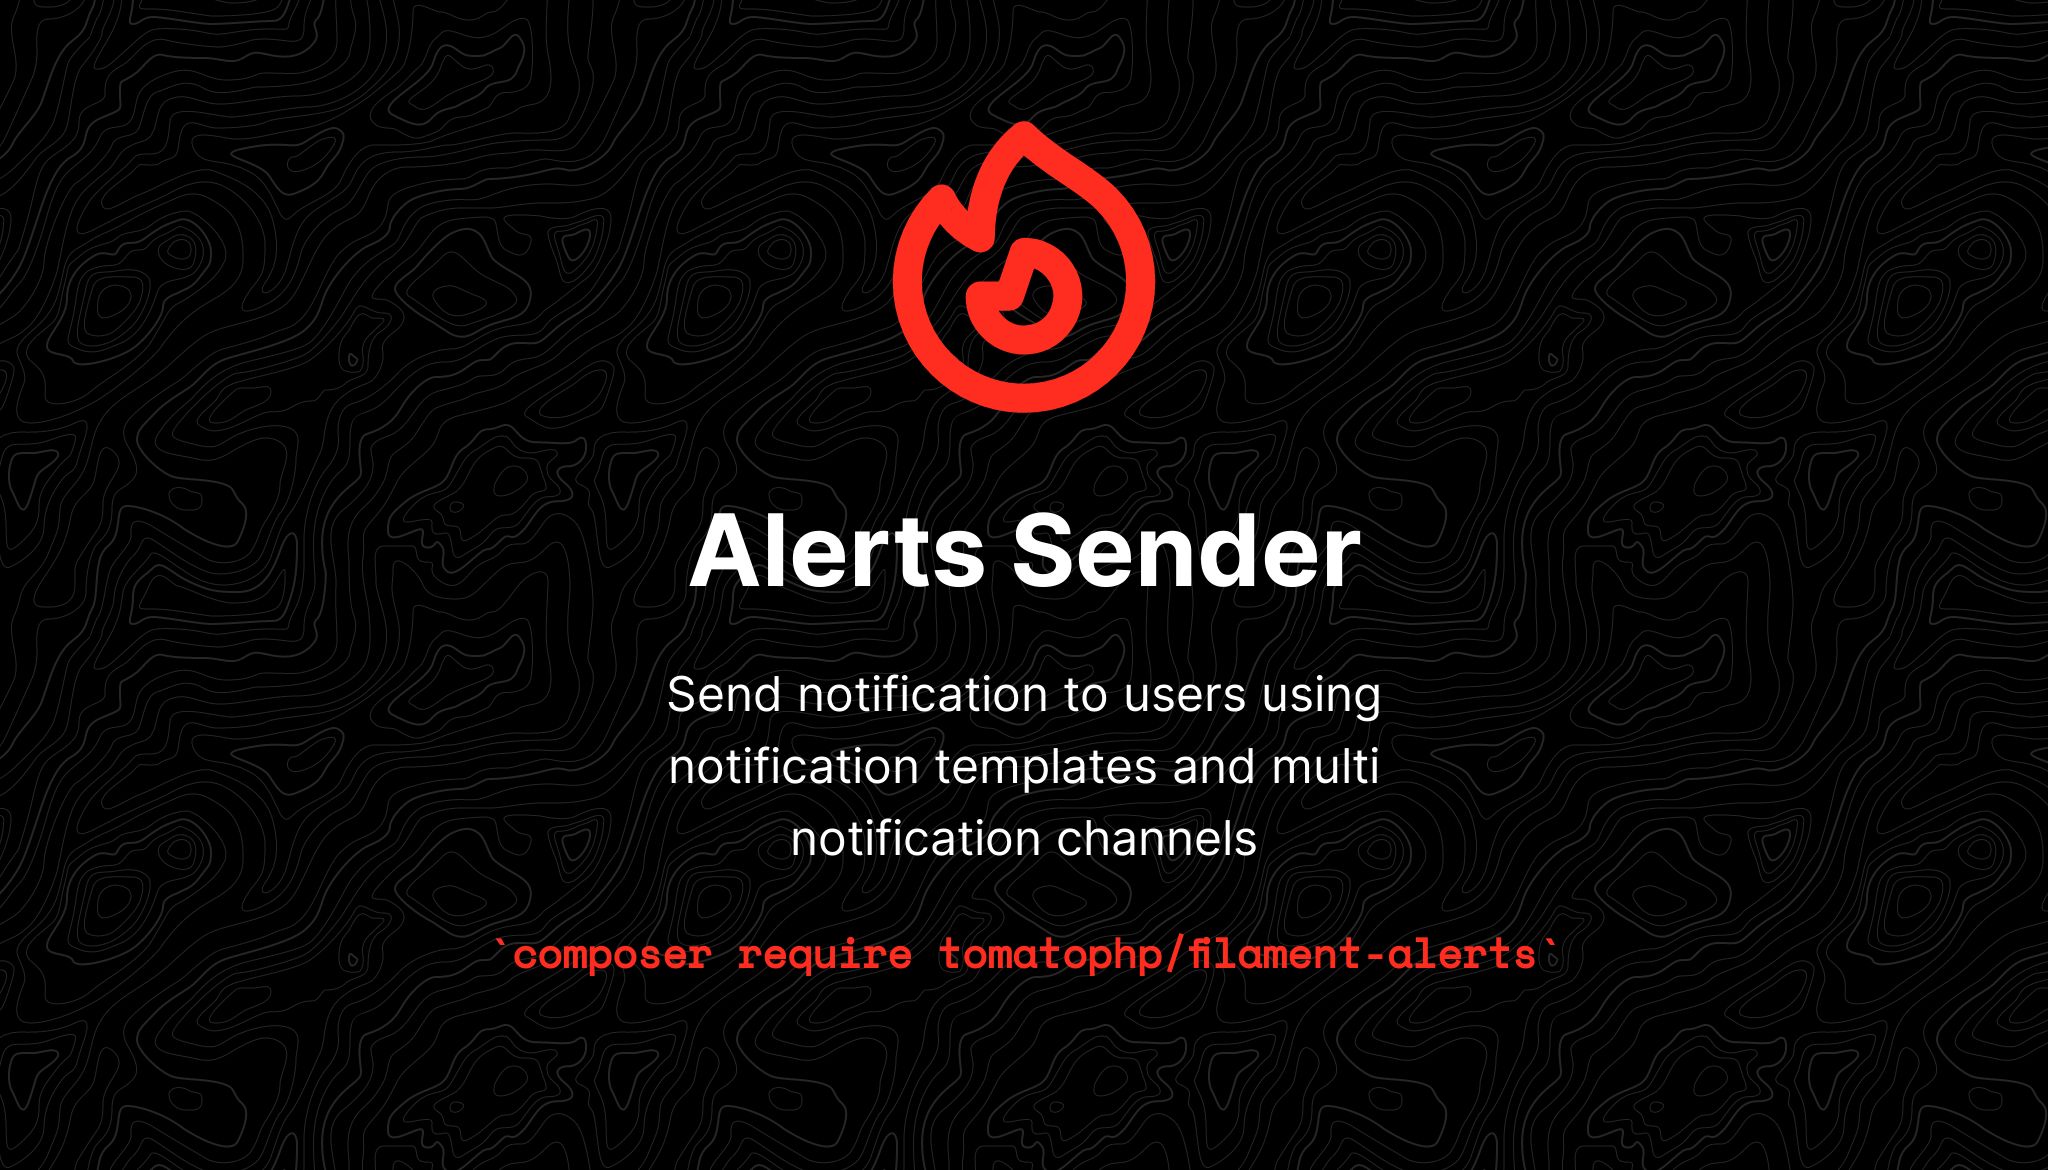 Alerts Sender
Send notification to users using
notification templates and multi
notification channels
`composer require tomatophp/filament-alerts`